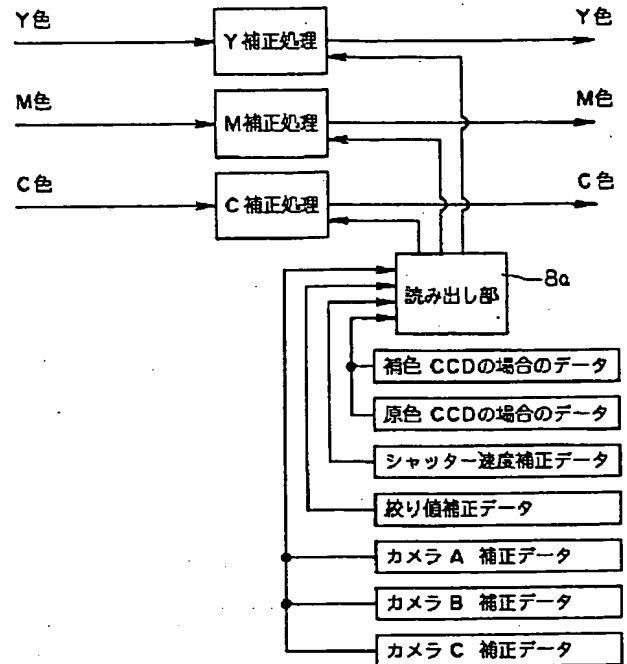 Y色
Y補正処理
Y色
M色
M補正処理
M色
C色
C補正処理
C色
読み出し部
8a
補色 CCDの場合のデータ
原色 CCDの場合のデータ
シャッター速度補正データ
絞り値補正データ
カメラ A 補正データ
カメラ B 補正データ
カメラ C 補正データ